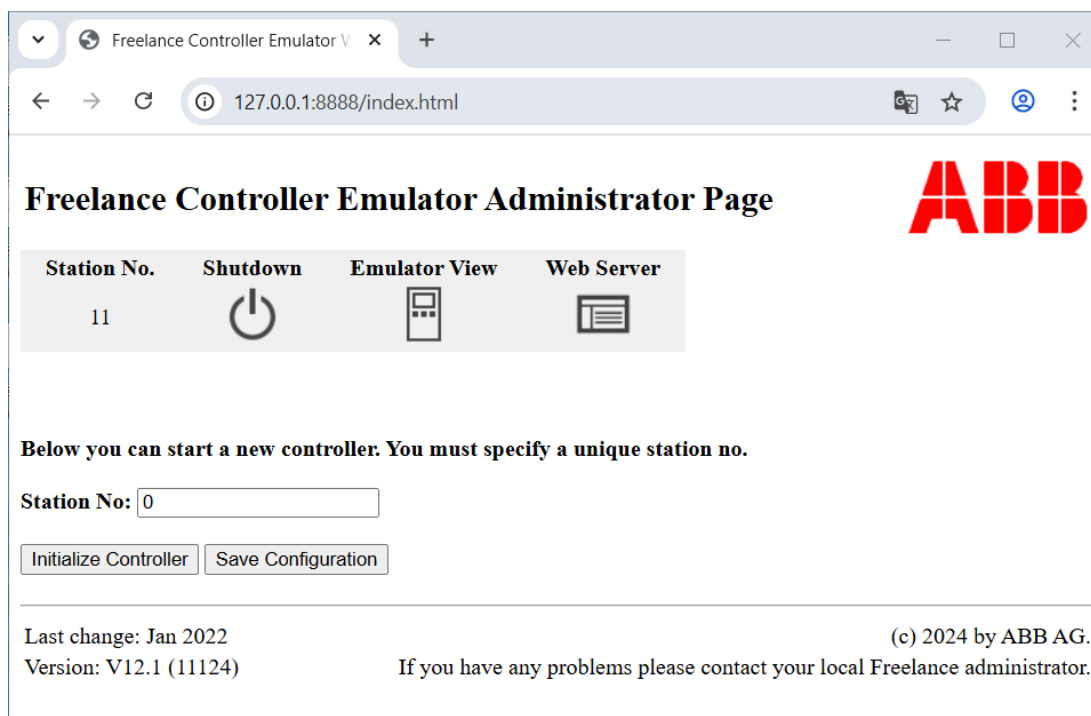 Freelance Controller Emulator
127.0.0.1:8888/index.html
ABB
Freelance Controller Emulator Administrator Page
Station No. Shutdown Emulator View Web Server
11
Below you can start a new controller. You must specify a unique station no.
Station No: 0
Initialize Controller Save Configuration
Last change: Jan 2022 (c) 2024 by ABB AG.
Version: V12.1 (11124) If you have any problems please contact your local Freelance administrator.